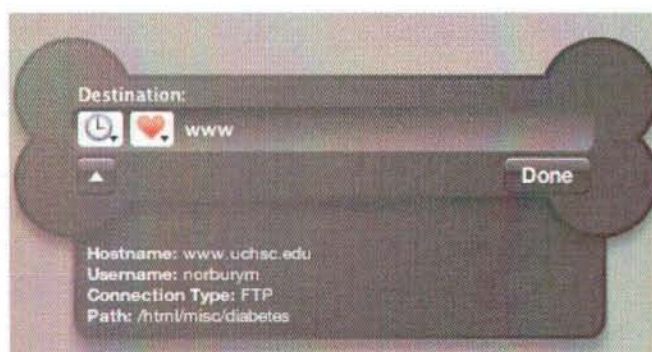 Destination:
www
Done
Hostname: www.uchsc.edu
Username: norburym
Connection Type: FTP
Path: /html/misc/diabetes